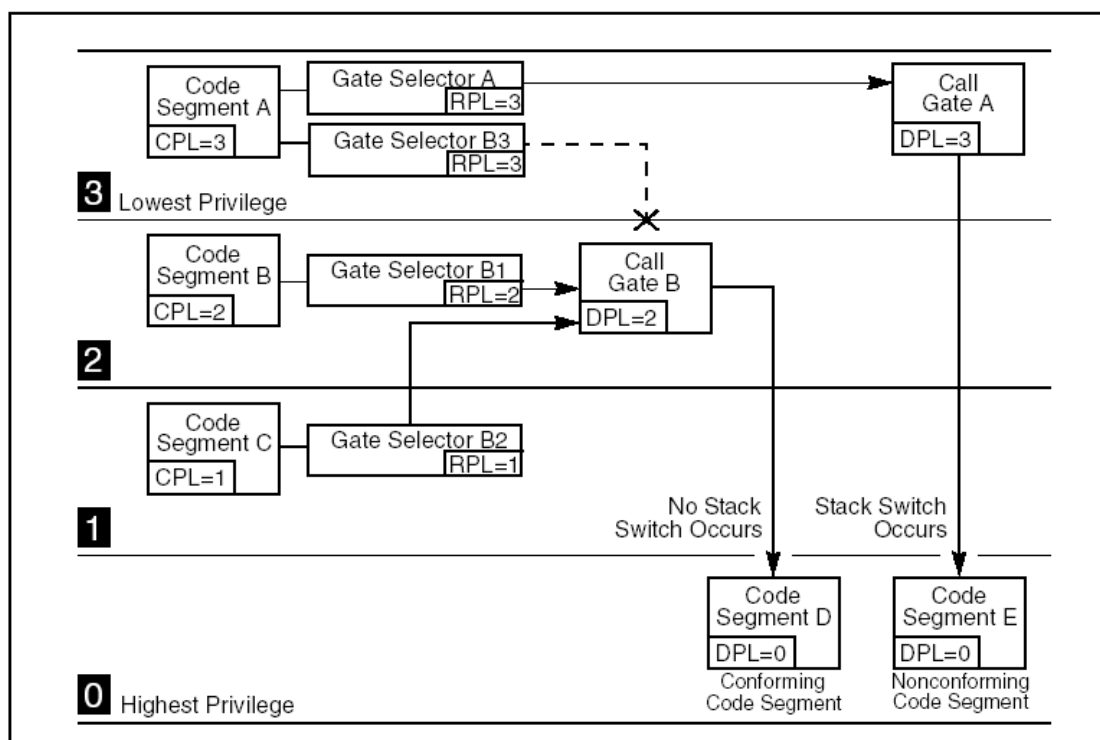 Code
Segment A
CPL=3
Gate Selector A
RPL=3
Gate Selector B3
RPL=3
Call
Gate A
DPL=3
3 Lowest Privilege
Code
Segment B
CPL=2
Gate Selector B1
RPL=2
Call
Gate B
DPL=2
2
Code
Segment C
CPL=1
Gate Selector B2
RPL=1
1
No Stack
Switch Occurs
Stack Switch
Occurs
Code
Segment D
DPL=0
Conforming
Code Segment
Code
Segment E
DPL=0
Nonconforming
Code Segment
0 Highest Privilege